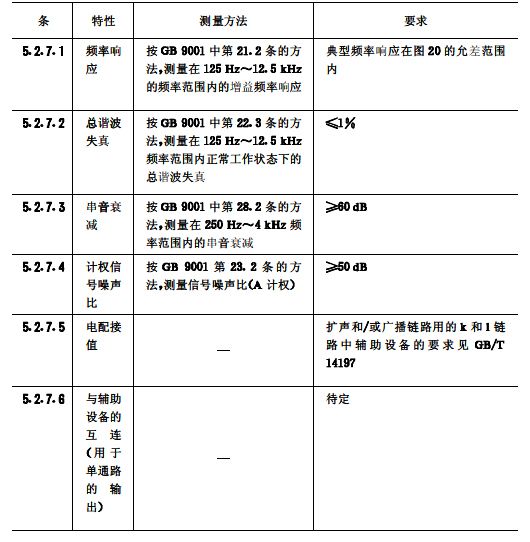 条 特性 测量方法 要求
5.2.7.1 频率响 按 GB 9001 中第 21.2 条的方 典型频率响应在图 20 的允差范围
应 法,测量在 125 Hz～12.5 kHz 内
的频率范围内的增益频率响应
5.2.7.2 总谐波 按 GB 9001 中第 22.3 条的方 ≤1%
失真 法,测量在 125 Hz～12.5 kHz
频率范围内正常工作状态下的
总谐波失真
5.2.7.3 串音衰 按 GB 9001 中第 28.2 条的方 ≥60 dB
减 法,测量在 250 Hz～4 kHz 频
率范围内的串音衰减
5.2.7.4 计权信 按 GB 9001 第 23.2 条的方 ≥50 dB
号噪声 法,测量信号噪声比(A 计权)
比
5.2.7.5 电配接 扩声和/或广播链路用的 k 和 l 链
值 — 路中辅助设备的要求见 GB/T
14197
5.2.7.6 与辅助 待定
设备的
互连
(用于 —
单通路
的输
出)